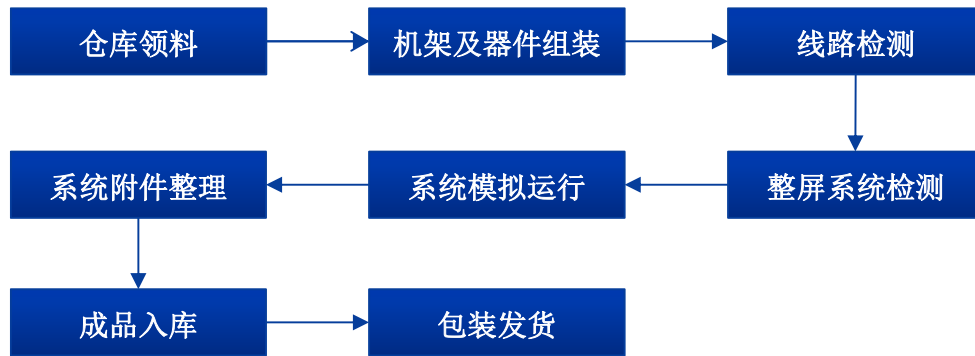 仓库领料
机架及器件组装
线路检测
整屏系统检测
系统模拟运行
系统附件整理
成品入库
包装发货